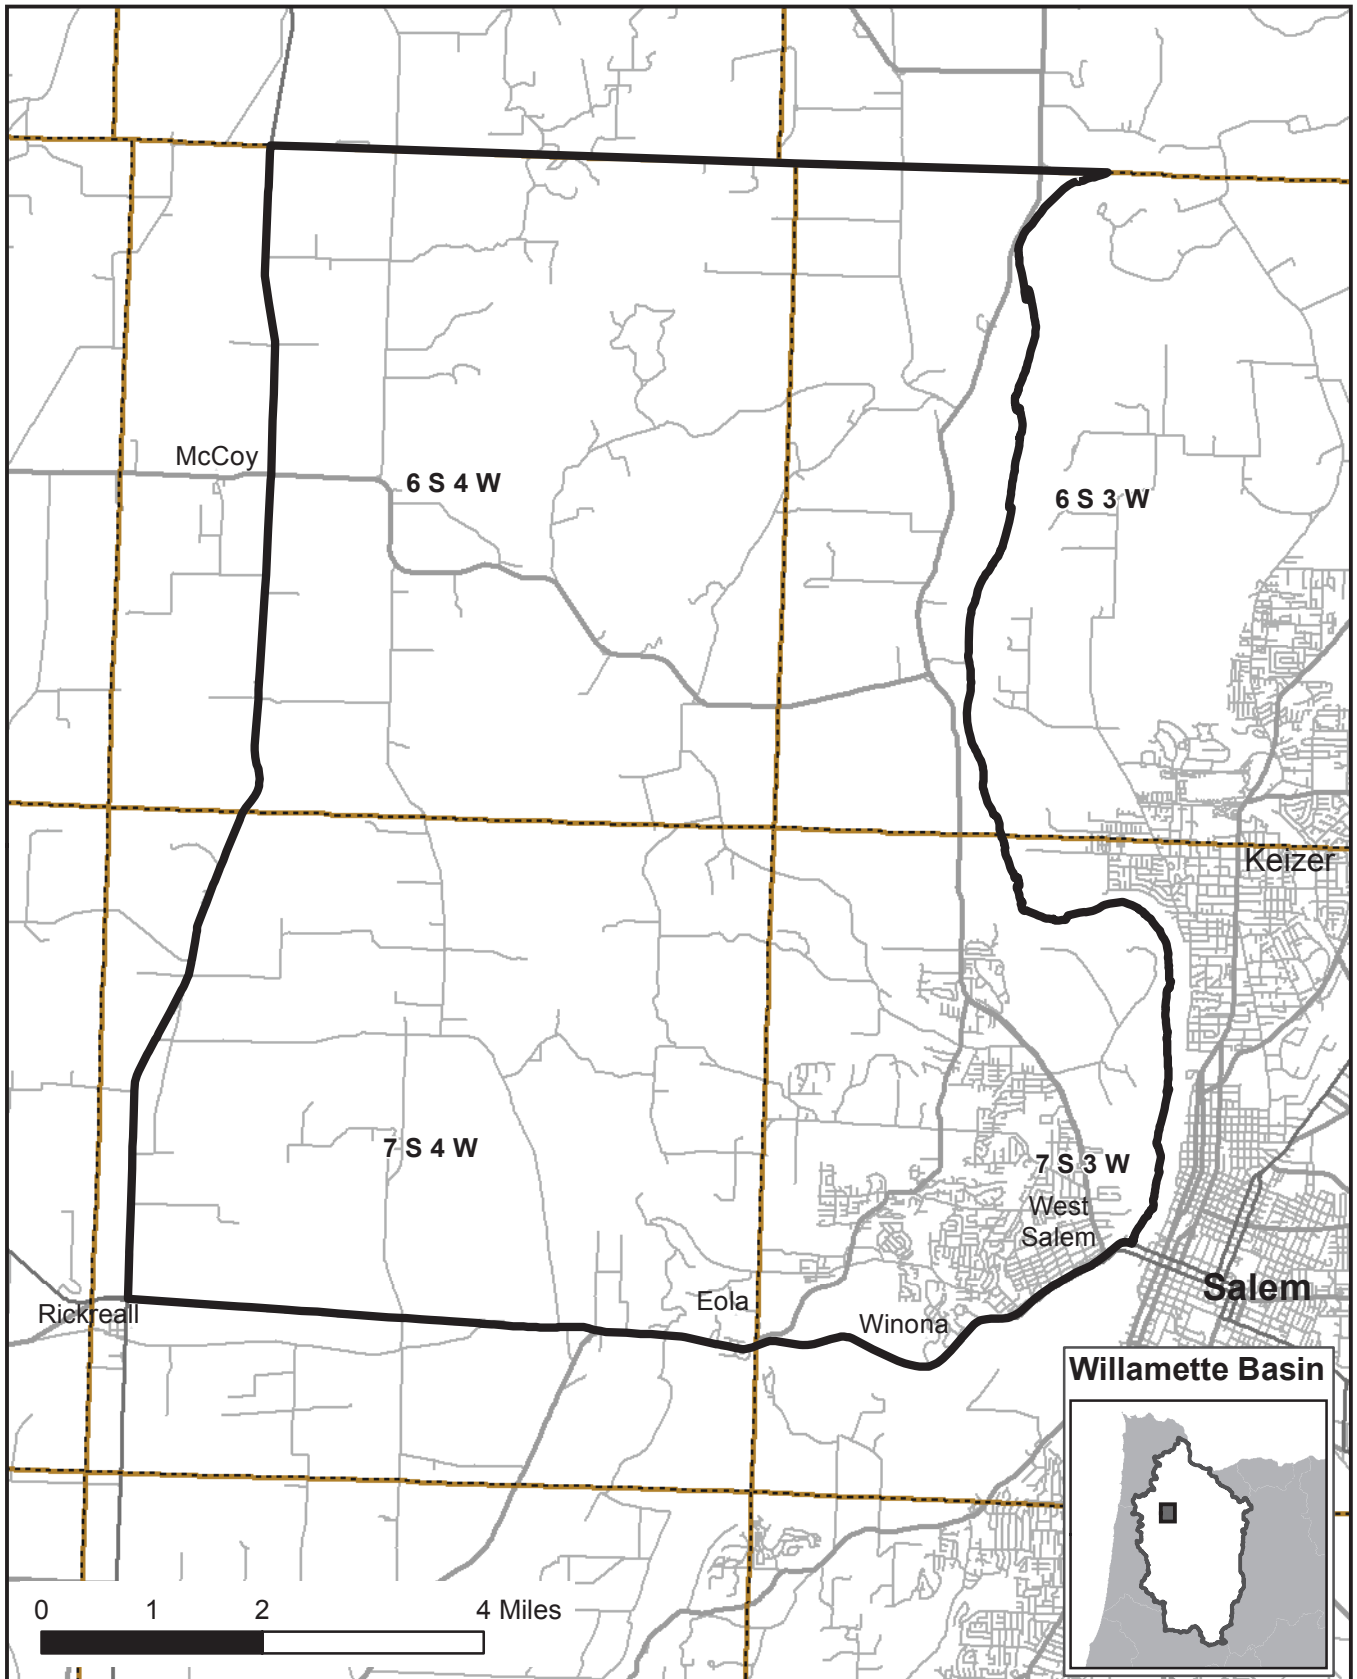 McCoy
6 S 4 W
6 S 3 W
Keizer
7 S 4 W
7 S 3 W
West
Salem
Salem
Eola
Rickreall
Winona
Willamette Basin
0 1 2 4 Miles